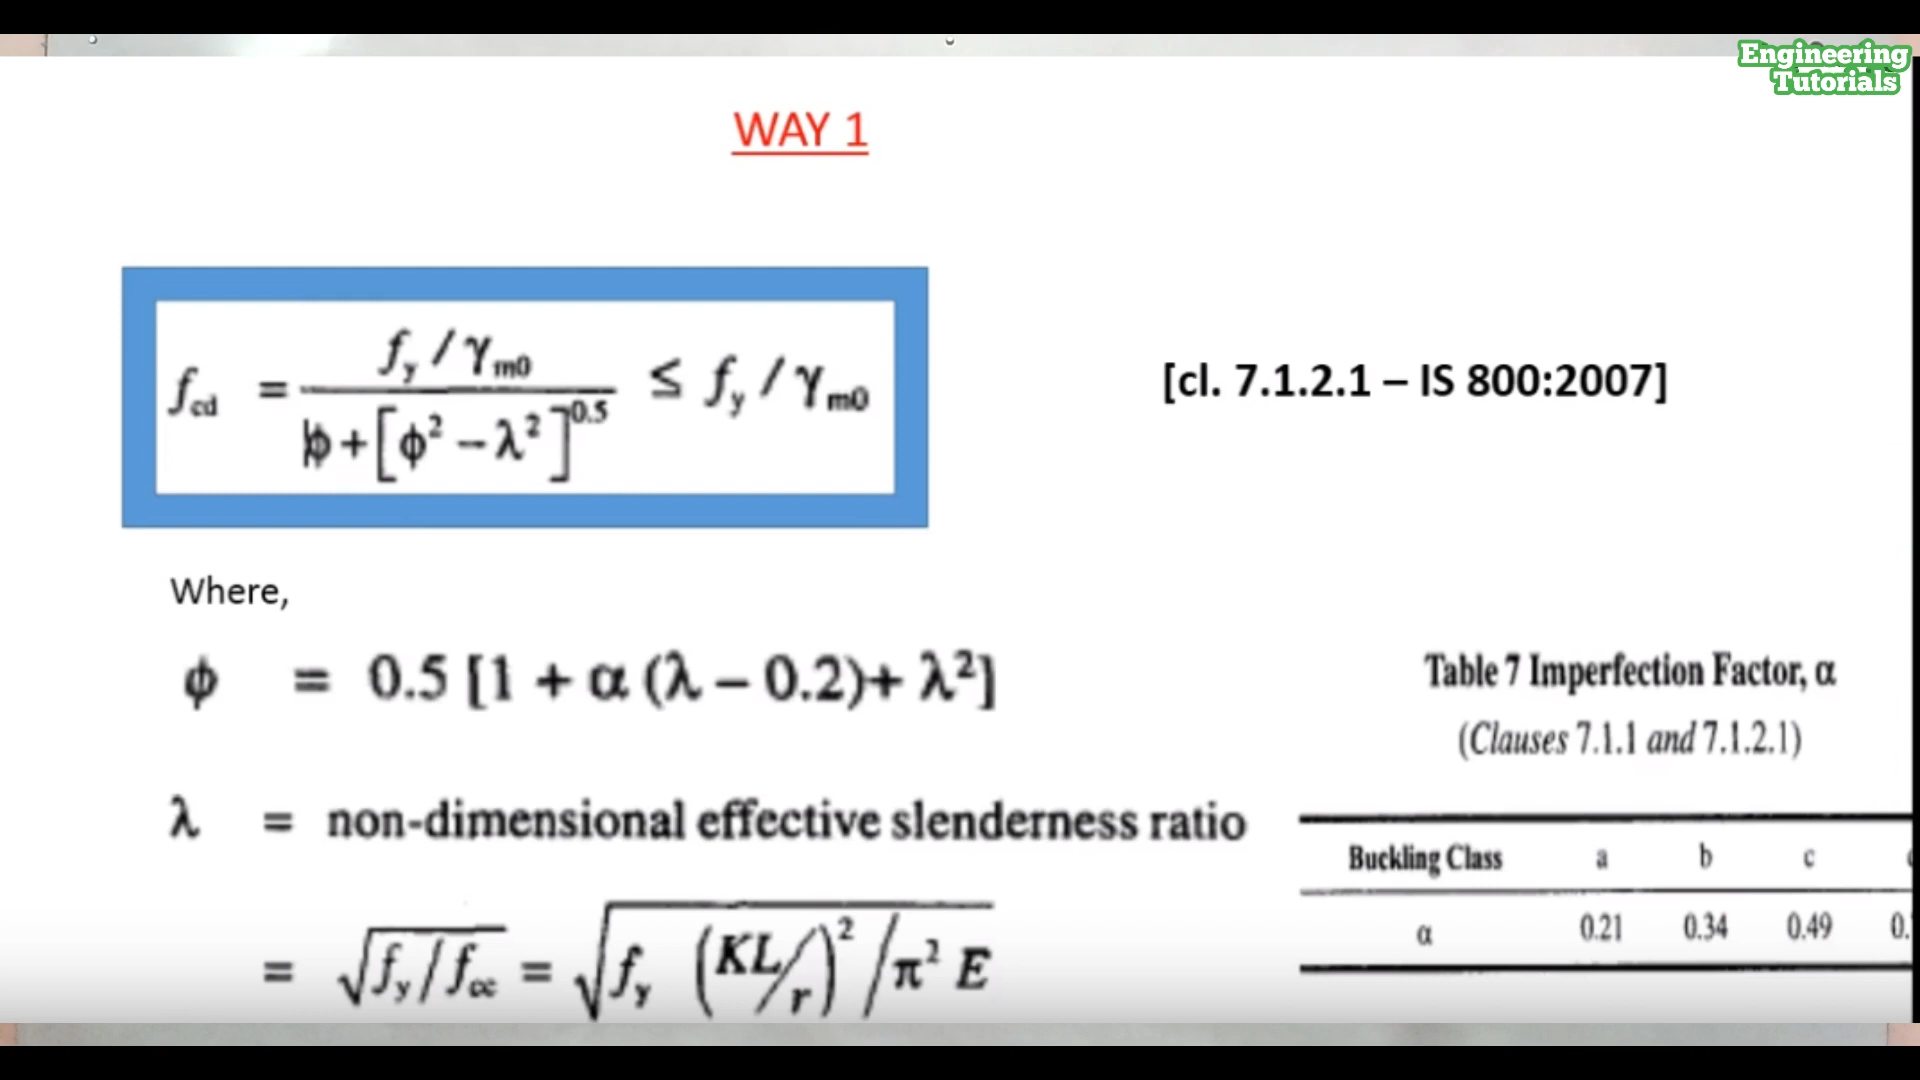 Engineering
Tutorials
WAY 1
f_cd = (f_y / γ_m0) / (ϕ + [ϕ² − λ²]^0.5) ≤ f_y / γ_m0
[cl. 7.1.2.1 – IS 800:2007]
Where,
ϕ = 0.5 [1 + α (λ – 0.2)+ λ²]
λ = non-dimensional effective slenderness ratio
= √(f_y / f_cc) = √(f_y (KL/r)² / π² E)
Table 7 Imperfection Factor, α
(Clauses 7.1.1 and 7.1.2.1)
Buckling Class a b c
α 0.21 0.34 0.49 0.